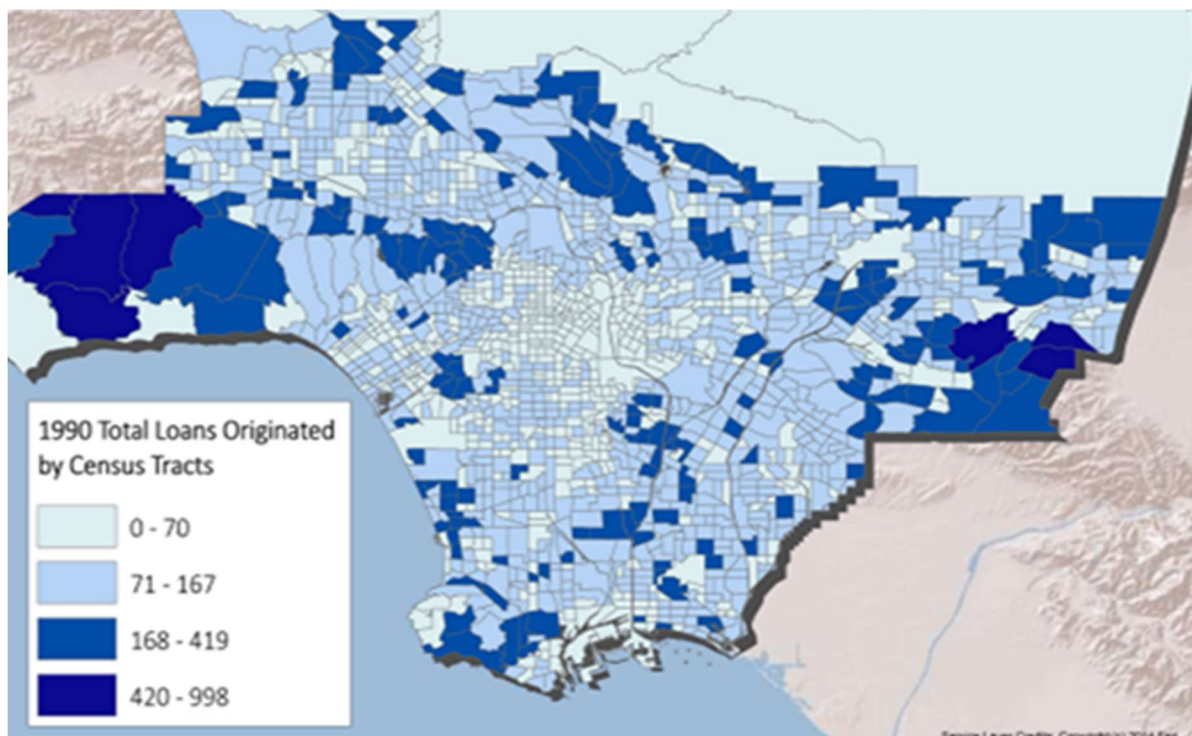 1990 Total Loans Originated
by Census Tracts
0 - 70
71 - 167
168 - 419
420 - 998